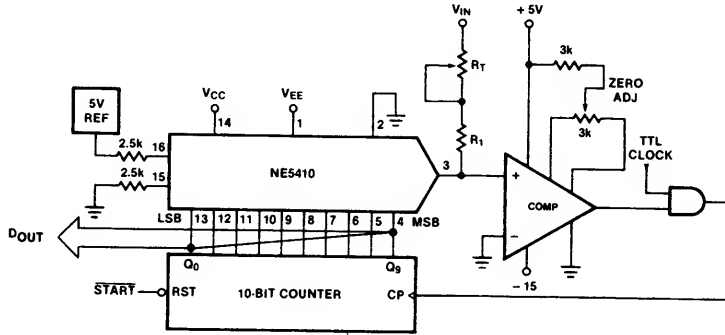 VIN
+ 5V
RT
3k
ZERO
ADJ
3k
5V
REF
VCC
VEE
14
1
2
2.5k
16
R1
TTL
CLOCK
2.5k
15
NE5410
3
+
COMP
−
LSB 13 12 11 10 9 8 7 6 5 4 MSB
DOUT
Q0
Q9
− 15
START
RST
10-BIT COUNTER
CP